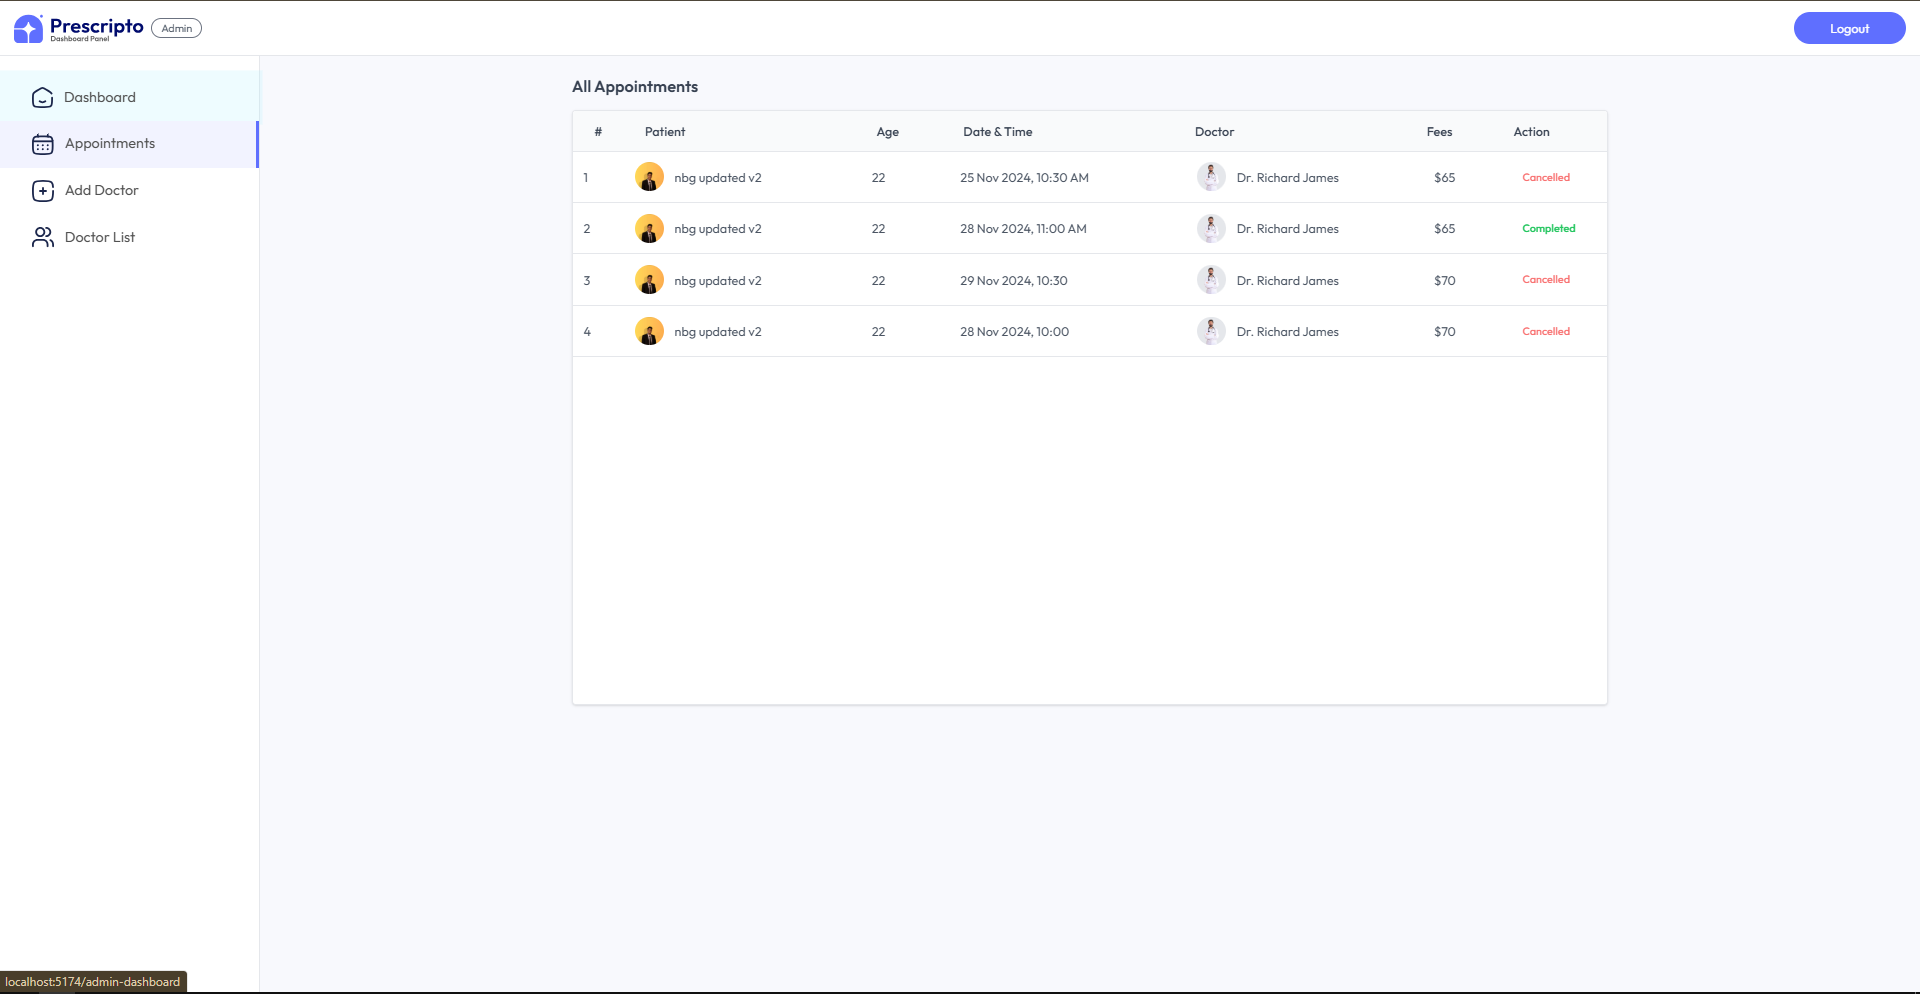 Prescripto
Dashboard Panel
Admin
Logout
Dashboard
Appointments
Add Doctor
Doctor List
All Appointments
# Patient Age Date & Time Doctor Fees Action
1 nbg updated v2 22 25 Nov 2024, 10:30 AM Dr. Richard James $65 Cancelled
2 nbg updated v2 22 28 Nov 2024, 11:00 AM Dr. Richard James $65 Completed
3 nbg updated v2 22 29 Nov 2024, 10:30 Dr. Richard James $70 Cancelled
4 nbg updated v2 22 28 Nov 2024, 10:00 Dr. Richard James $70 Cancelled
localhost:5174/admin-dashboard